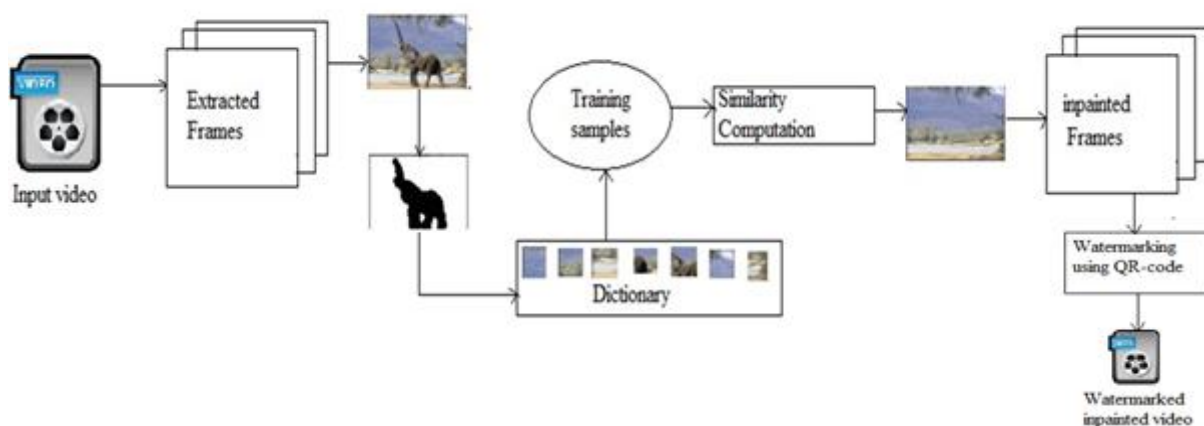 VIDEO
Input video
Extracted
Frames
Training
samples
Dictionary
Similarity
Computation
inpainted
Frames
Watermarking
using QR-code
Watermarked
inpainted video